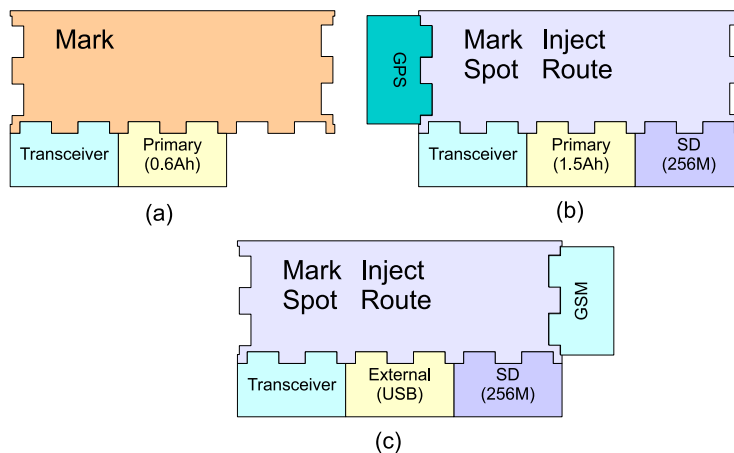 Mark
Transceiver
Primary
(0.6Ah)
(a)
GPS
Mark Inject
Spot Route
Transceiver
Primary
(1.5Ah)
SD
(256M)
(b)
Mark Inject
Spot Route
GSM
Transceiver
External
(USB)
SD
(256M)
(c)